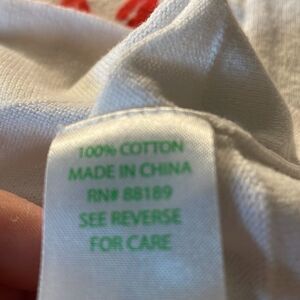 100% COTTON
MADE IN CHINA
RN# 88189
SEE REVERSE
FOR CARE